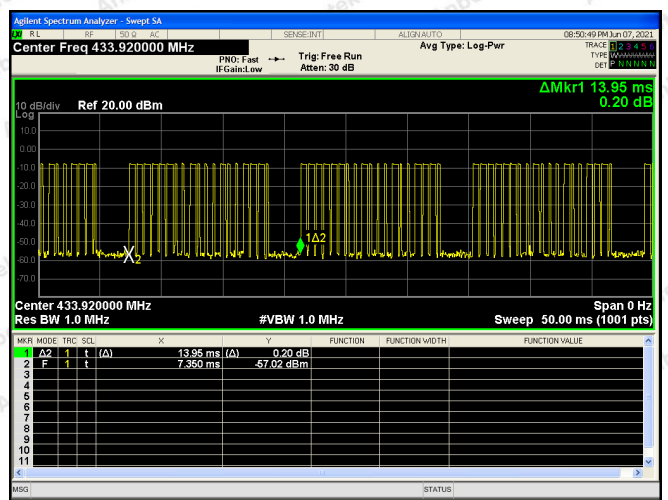 Agilent Spectrum Analyzer - Swept SA
LXI RL RF 50 Ω AC SENSE:INT ALIGN AUTO 08:50:49 PM Jun 07, 2021
Center Freq 433.920000 MHz
PNO: Fast
IFGain:Low
Trig: Free Run
Atten: 30 dB
Avg Type: Log-Pwr
TRACE 1 2 3 4 5 6
TYPE W
DET P N N N N N
ΔMkr1 13.95 ms
0.20 dB
10 dB/div Ref 20.00 dBm
Log
10.0
0.00
-10.0
-20.0
-30.0
-40.0
-50.0
-60.0
-70.0
1Δ2
X2
Center 433.920000 MHz Span 0 Hz
Res BW 1.0 MHz #VBW 1.0 MHz Sweep 50.00 ms (1001 pts)
MKR MODE TRC SCL X Y FUNCTION FUNCTION WIDTH FUNCTION VALUE
1 Δ2 1 t (Δ) 13.95 ms (Δ) 0.20 dB
2 F 1 t 7.350 ms -57.02 dBm
3
4
5
6
7
8
9
10
11
MSG STATUS